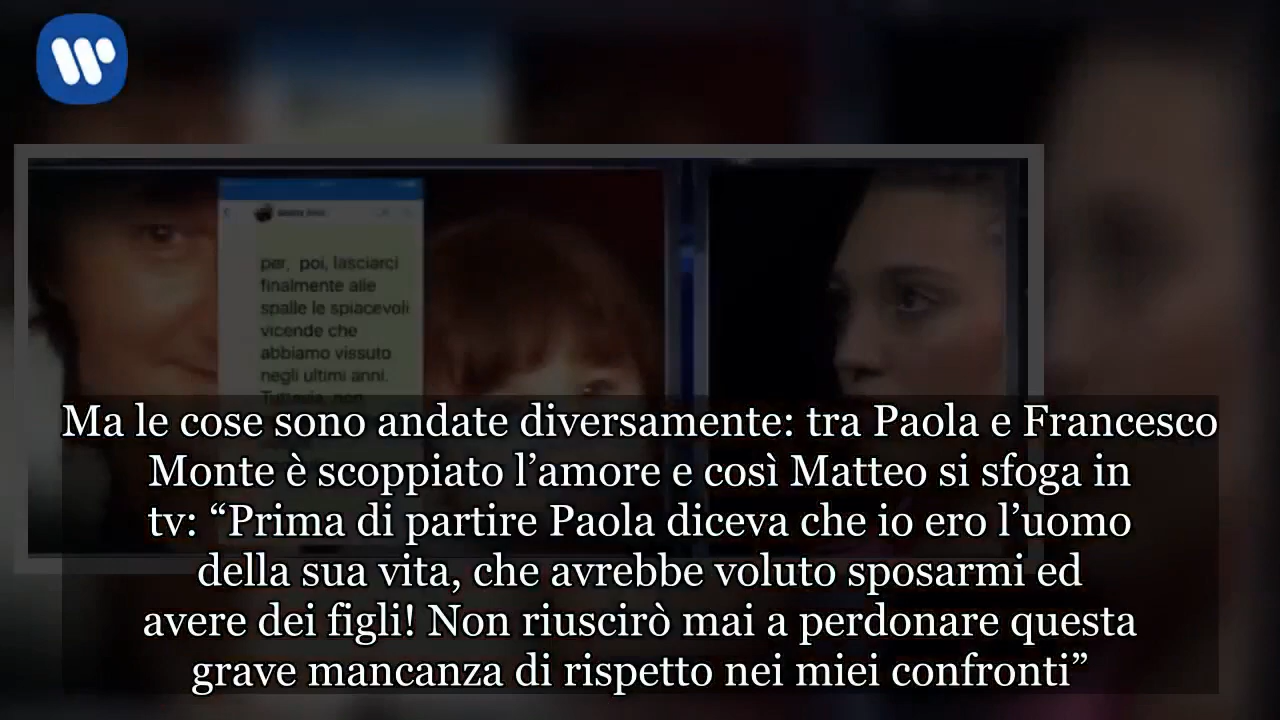 per, poi, lasciarci
finalmente alle
spalle le spiacevoli
vicende che
abbiamo vissuto
negli ultimi anni.
Tuttavia, non
Ma le cose sono andate diversamente: tra Paola e Francesco
Monte è scoppiato l’amore e così Matteo si sfoga in
tv: “Prima di partire Paola diceva che io ero l’uomo
della sua vita, che avrebbe voluto sposarmi ed
avere dei figli! Non riuscirò mai a perdonare questa
grave mancanza di rispetto nei miei confronti”